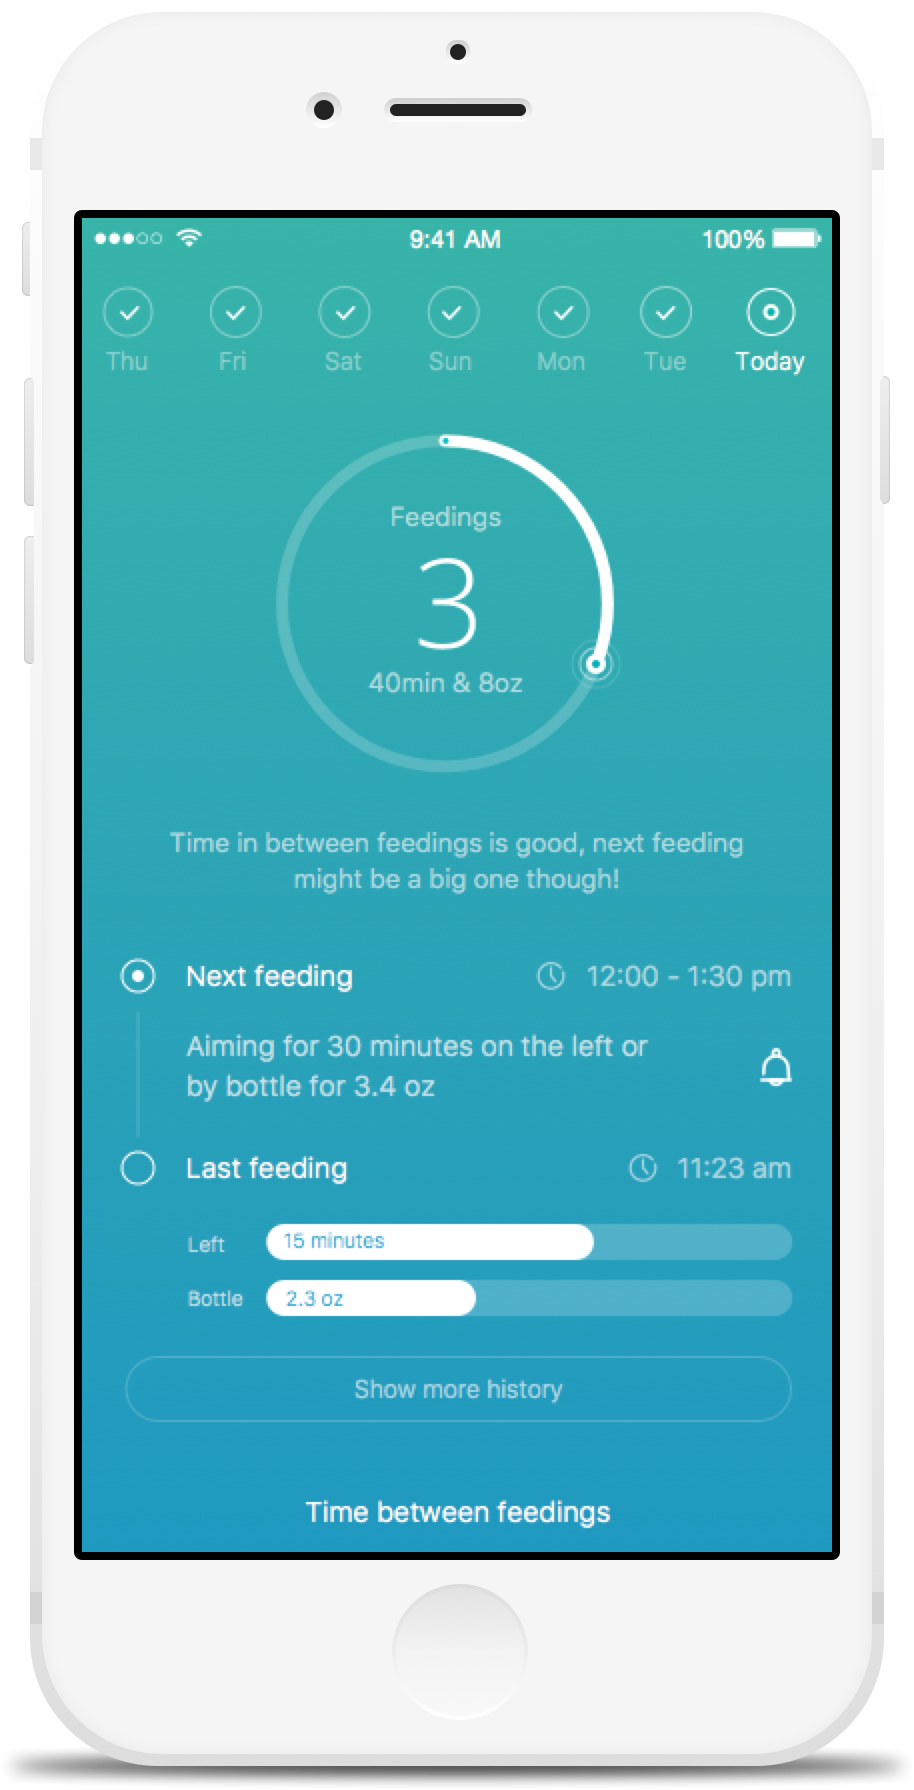 9:41 AM 100%
Thu Fri Sat Sun Mon Tue Today
Feedings
3
40min & 8oz
Time in between feedings is good, next feeding
might be a big one though!
Next feeding 12:00 - 1:30 pm
Aiming for 30 minutes on the left or
by bottle for 3.4 oz
Last feeding 11:23 am
Left 15 minutes
Bottle 2.3 oz
Show more history
Time between feedings